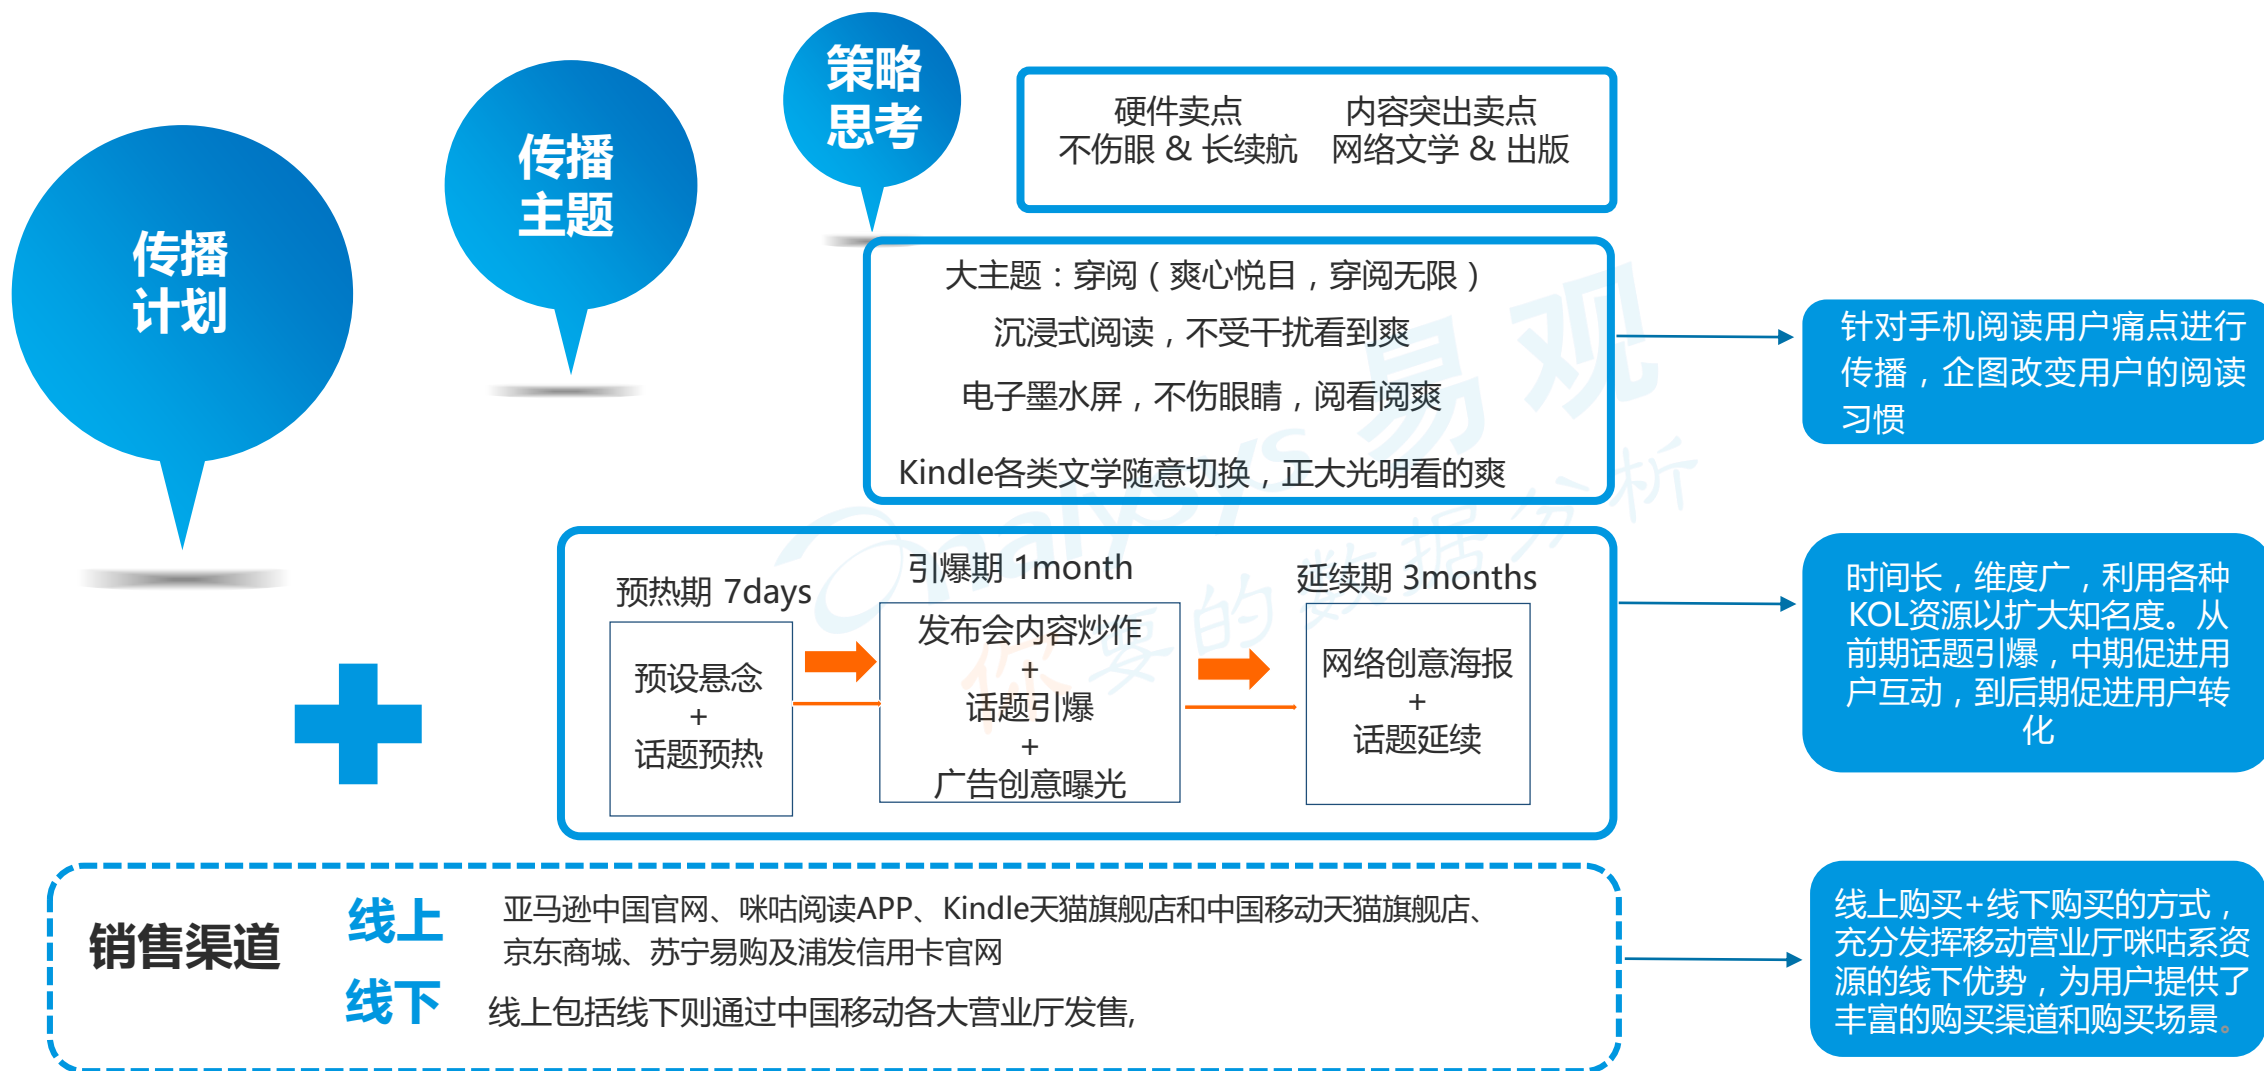 策略
思考
硬件卖点 内容突出卖点
不伤眼 & 长续航 网络文学 & 出版
传播
主题
大主题：穿阅（爽心悦目，穿阅无限）
沉浸式阅读，不受干扰看到爽
电子墨水屏，不伤眼睛，阅看阅爽
Kindle各类文学随意切换，正大光明看的爽
针对手机阅读用户痛点进行
传播，企图改变用户的阅读
习惯
传播
计划
预热期 7days
预设悬念
+
话题预热
引爆期 1month
发布会内容炒作
+
话题引爆
+
广告创意曝光
延续期 3months
网络创意海报
+
话题延续
时间长，维度广，利用各种
KOL资源以扩大知名度。从
前期话题引爆，中期促进用
户互动，到后期促进用户转
化
销售渠道
线上
亚马逊中国官网、咪咕阅读APP、Kindle天猫旗舰店和中国移动天猫旗舰店、
京东商城、苏宁易购及浦发信用卡官网
线下
线上包括线下则通过中国移动各大营业厅发售,
线上购买+线下购买的方式，
充分发挥移动营业厅咪咕系资
源的线下优势，为用户提供了
丰富的购买渠道和购买场景。
analysys 易观
你要的数据分析